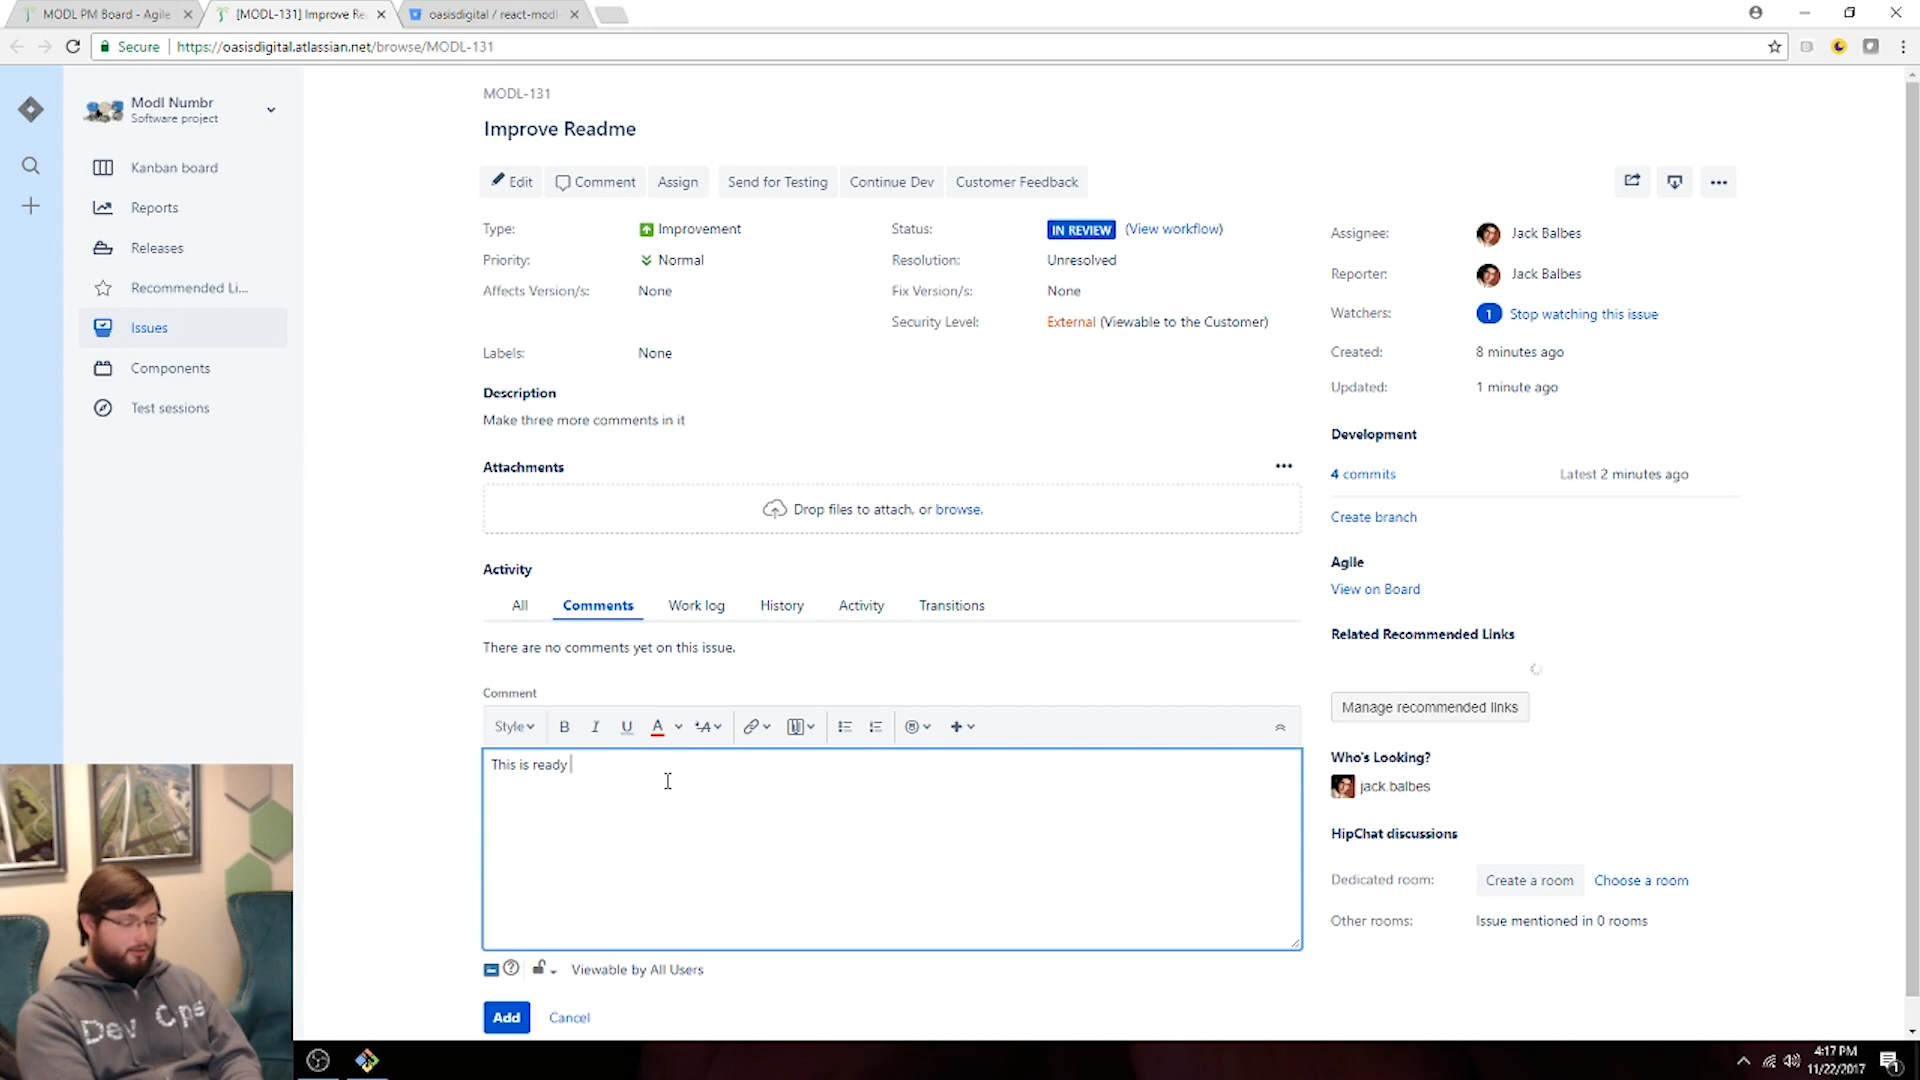 MODL PM Board - Agile
[MODL-131] Improve Re
oasisdigital / react-modl
Secure
https://oasisdigital.atlassian.net/browse/MODL-131
Modl Numbr
Software project
Kanban board
Reports
Releases
Recommended Li...
Issues
Components
Test sessions
MODL-131
Improve Readme
Edit
Comment
Assign
Send for Testing
Continue Dev
Customer Feedback
Type: Improvement
Status: IN REVIEW (View workflow)
Priority: Normal
Resolution: Unresolved
Affects Version/s: None
Fix Version/s: None
Security Level: External (Viewable to the Customer)
Labels: None
Description
Make three more comments in it
Attachments
Drop files to attach, or browse.
Activity
All
Comments
Work log
History
Activity
Transitions
There are no comments yet on this issue.
Comment
Style
B
I
U
A
This is ready
Viewable by All Users
Add
Cancel
Assignee: Jack Balbes
Reporter: Jack Balbes
Watchers: 1 Stop watching this issue
Created: 8 minutes ago
Updated: 1 minute ago
Development
4 commits Latest 2 minutes ago
Create branch
Agile
View on Board
Related Recommended Links
Manage recommended links
Who's Looking?
jack.balbes
HipChat discussions
Dedicated room: Create a room Choose a room
Other rooms: Issue mentioned in 0 rooms
Dev Ops
4:17 PM
11/22/2017
1